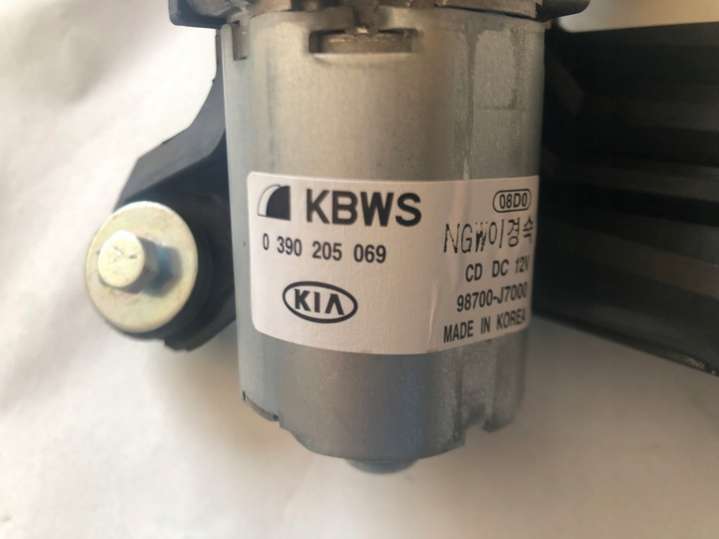 KBWS
0 390 205 069
KIA
08D0
NGW이경속
CD DC 12V
98700-J7000
MADE IN KOREA